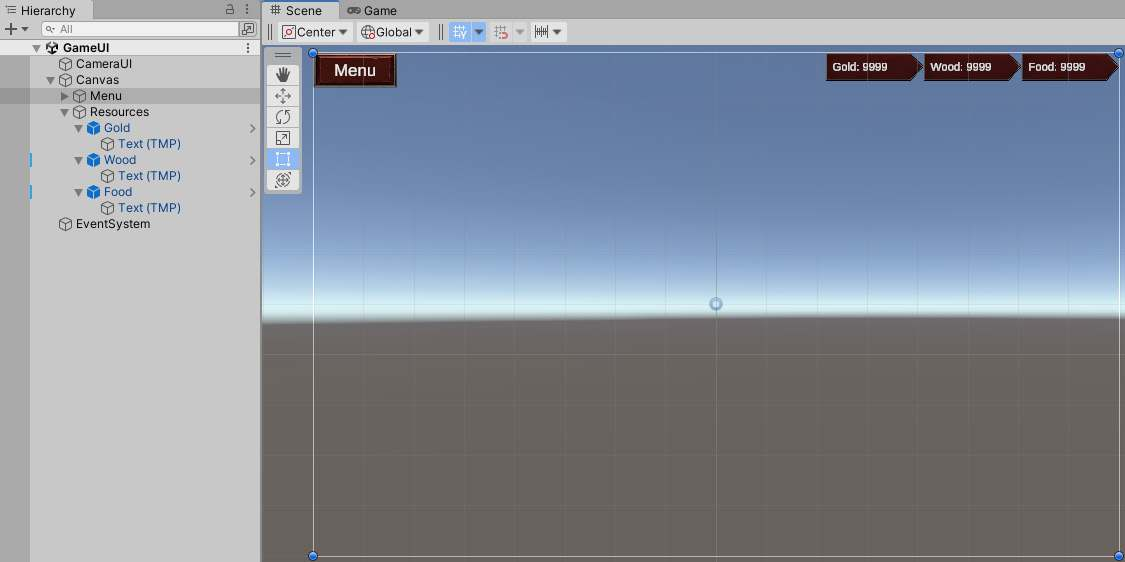 Hierarchy
All
GameUI
CameraUI
Canvas
Menu
Resources
Gold
Text (TMP)
Wood
Text (TMP)
Food
Text (TMP)
EventSystem
Scene Game
Center Global
Menu
Gold: 9999 Wood: 9999 Food: 9999